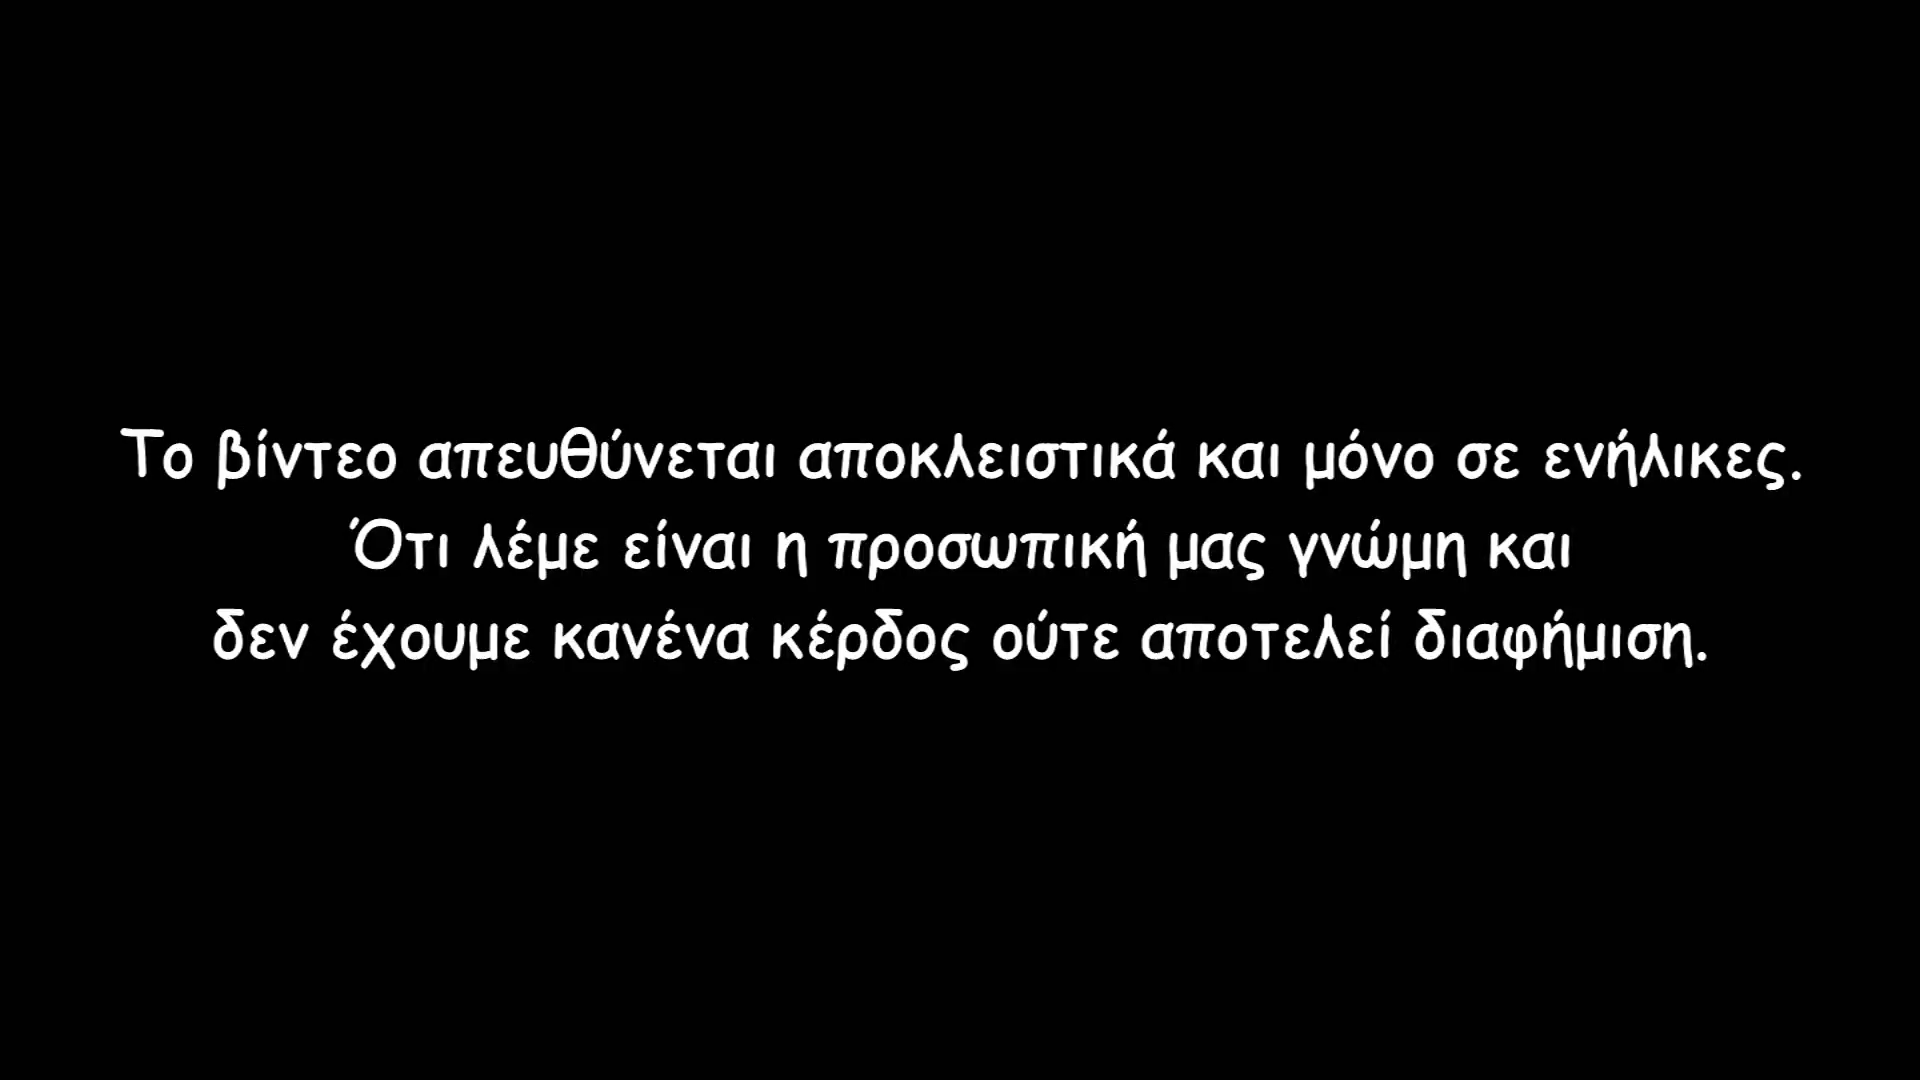 Το βίντεο απευθύνεται αποκλειστικά και μόνο σε ενήλικες.
Ότι λέμε είναι η προσωπική μας γνώμη και
δεν έχουμε κανένα κέρδος ούτε αποτελεί διαφήμιση.